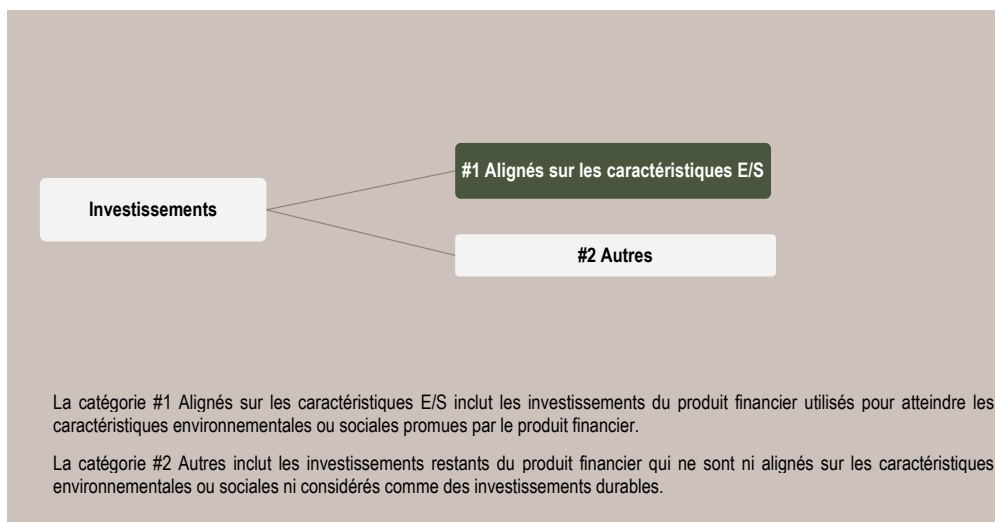 #1 Alignés sur les caractéristiques E/S
Investissements
#2 Autres
La catégorie #1 Alignés sur les caractéristiques E/S inclut les investissements du produit financier utilisés pour atteindre les
caractéristiques environnementales ou sociales promues par le produit financier.
La catégorie #2 Autres inclut les investissements restants du produit financier qui ne sont ni alignés sur les caractéristiques
environnementales ou sociales ni considérés comme des investissements durables.